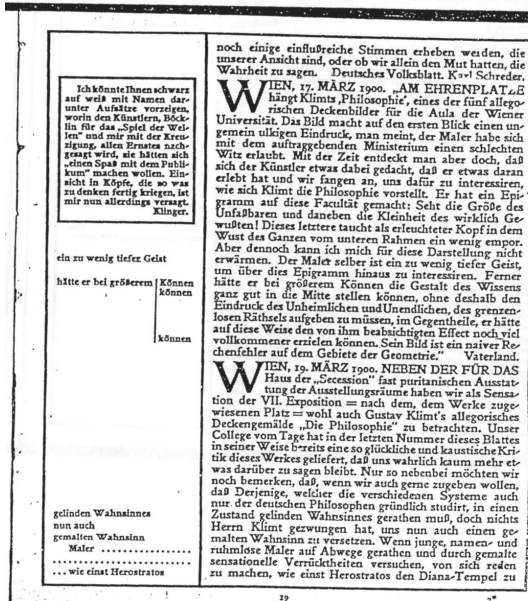 Ich könnte Ihnen schwarz
auf weiß mit Namen dar-
unter Aufsätze vorzeigen,
worin den Künstlern, Böck-
lin für das „Spiel der Wel-
len" und mir mit der Kreu-
zigung, allen Ernstes nach-
gesagt wird, sie hätten sich
„einen Spaß mit dem Publi-
kum" machen wollen. Ein-
sicht in Köpfe, die so was
zu denken fertig kriegen, ist
mir nun allerdings versagt.
Klinger.
ein zu wenig tiefer Geist
hätte er bei größerem Können
können
können
gelinden Wahnsinnes
nun auch
gemalten Wahnsinn
Maler ......................
................................
... wie einst Herostratos
noch einige einflußreiche Stimmen erheben werden, die
unserer Ansicht sind, oder ob wir allein den Mut hatten, die
Wahrheit zu sagen. Deutsches Volksblatt. Karl Schreder.
WIEN, 17. MÄRZ 1900. „AM EHRENPLATZE
hängt Klimts ‚Philosophie', eines der fünf allego-
rischen Deckenbilder für die Aula der Wiener
Universität. Das Bild macht auf den ersten Blick einen un-
gemein ulkigen Eindruck, man meint, der Maler habe sich
mit dem auftraggebenden Ministerium einen schlechten
Witz erlaubt. Mit der Zeit entdeckt man aber doch, daß
sich der Künstler etwas dabei gedacht, daß er etwas daran
erlebt hat und wir fangen an, uns dafür zu interessiren,
wie sich Klimt die Philosophie vorstellt. Er hat ein Epi-
gramm auf diese Facultät gemacht: Seht die Größe des
Unfaßbaren und daneben die Kleinheit des wirklich Ge-
wußten! Dieses letztere taucht als erleuchteter Kopf in dem
Wust des Ganzen vom unteren Rahmen ein wenig empor.
Aber dennoch kann ich mich für diese Darstellung nicht
erwärmen. Der Maler selber ist ein zu wenig tiefer Geist,
um über dies Epigramm hinaus zu interessiren. Ferner
hätte er bei größerem Können die Gestalt des Wissens
ganz gut in die Mitte stellen können, ohne deshalb den
Eindruck des Unheimlichen und Unendlichen, des grenzen-
losen Räthsels aufgeben zu müssen, im Gegentheile, er hätte
auf diese Weise den von ihm beabsichtigten Effect noch viel
vollkommener erzielen können. Sein Bild ist ein naiver Re-
chenfehler auf dem Gebiete der Geometrie." Vaterland.
WIEN, 19. MÄRZ 1900. NEBEN DER FÜR DAS
Haus der „Secession" fast puritanischen Ausstat-
tung der Ausstellungsräume haben wir als Sensa-
tion der VII. Exposition = nach dem, dem Werke zuge-
wiesenen Platz = wohl auch Gustav Klimt's allegorisches
Deckengemälde „Die Philosophie" zu betrachten. Unser
College vom Tage hat in der letzten Nummer dieses Blattes
in seiner Weise bereits eine so glückliche und kaustische Kri-
tik dieses Werkes geliefert, daß uns wahrlich kaum mehr et-
was darüber zu sagen bleibt. Nur so nebenbei möchten wir
noch bemerken, daß, wenn wir auch gerne zugeben wollen,
daß Derjenige, welcher die verschiedenen Systeme auch
nur der deutschen Philosophen gründlich studirt, in einen
Zustand gelinden Wahnsinnes gerathen muß, doch nichts
Herrn Klimt gezwungen hat, uns nun auch einen ge-
malten Wahnsinn zu versetzen. Wenn junge, namen- und
ruhmlose Maler auf Abwege gerathen und durch gemalte
sensationelle Verrücktheiten versuchen, von sich reden
zu machen, wie einst Herostratos den Diana-Tempel zu
19